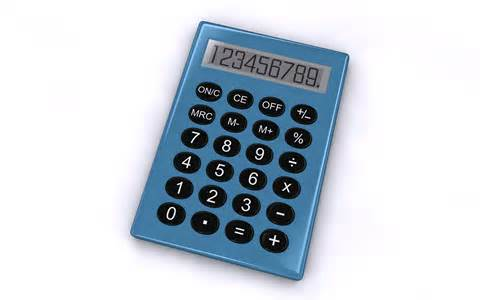 123456789.
ON/C CE OFF +/−
MRC M- M+ %
7 8 9 ÷
4 5 6 x
1 2 3 −
0 . = +